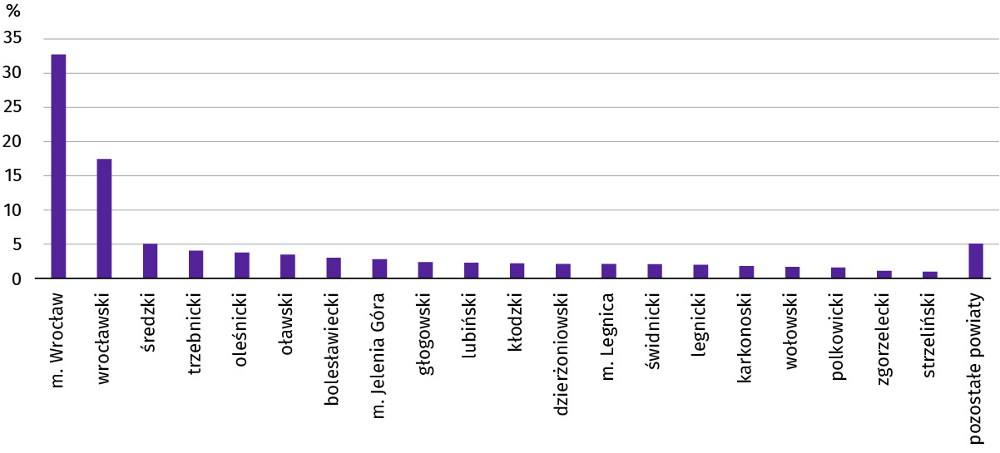 %
35
30
25
20
15
10
5
0
m. Wrocław
wrocławski
średzki
trzebnicki
oleśnicki
oławski
bolesławiecki
m. Jelenia Góra
głogowski
lubiński
kłodzki
dzierżoniowski
m. Legnica
świdnicki
legnicki
karkonoski
wołowski
polkowicki
zgorzelecki
strzeliński
pozostałe powiaty